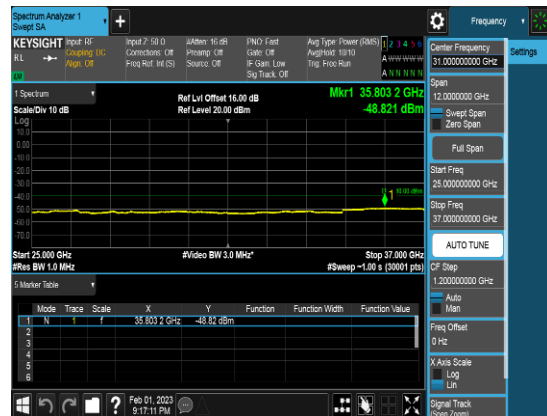 Spectrum Analyzer 1
Swept SA
+
Frequency
KEYSIGHT
RL
Input: RF
Coupling: DC
Align: Off
Input Z: 50 Ω
Corrections: Off
Freq Ref: Int (S)
#Atten: 16 dB
Preamp: Off
Source: Off
PNO: Fast
Gate: Off
IF Gain: Low
Sig Track: Off
Avg Type: Power (RMS)
Avg|Hold: 10/10
Trig: Free Run
1 2 3 4 5 6
A W W W W W
A N N N N N
1 Spectrum
Scale/Div 10 dB
Log
Ref Lvl Offset 16.00 dB
Ref Level 20.00 dBm
Mkr1 35.803 2 GHz
-48.821 dBm
10.0
0.00
-10.0
-20.0
-30.0
-40.0
-50.0
-60.0
-70.0
1
Start 25.000 GHz
#Res BW 1.0 MHz
#Video BW 3.0 MHz*
Stop 37.000 GHz
#Sweep ~1.00 s (30001 pts)
5 Marker Table
Mode Trace Scale X Y Function Function Width Function Value
1 N 1 f 35.803 2 GHz -48.82 dBm
2
3
4
5
6
Feb 01, 2023
9:17:11 PM
?
Center Frequency
31.000000000 GHz
Settings
Span
12.0000000 GHz
Swept Span
Zero Span
Full Span
Start Freq
25.000000000 GHz
Stop Freq
37.000000000 GHz
AUTO TUNE
CF Step
1.200000000 GHz
Auto
Man
Freq Offset
0 Hz
X Axis Scale
Log
Lin
Signal Track
(Span Zoom)